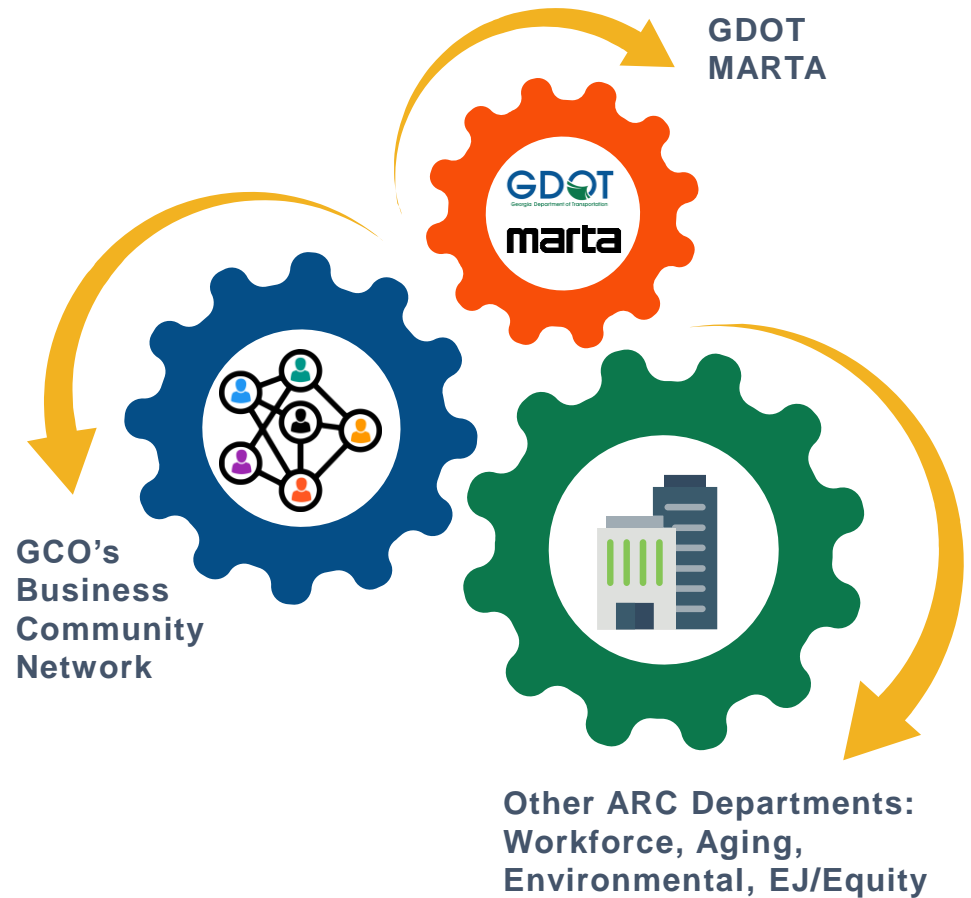 GDOT
MARTA
GDOT
Georgia Department of Transportation
marta
GCO’s
Business
Community
Network
Other ARC Departments:
Workforce, Aging,
Environmental, EJ/Equity